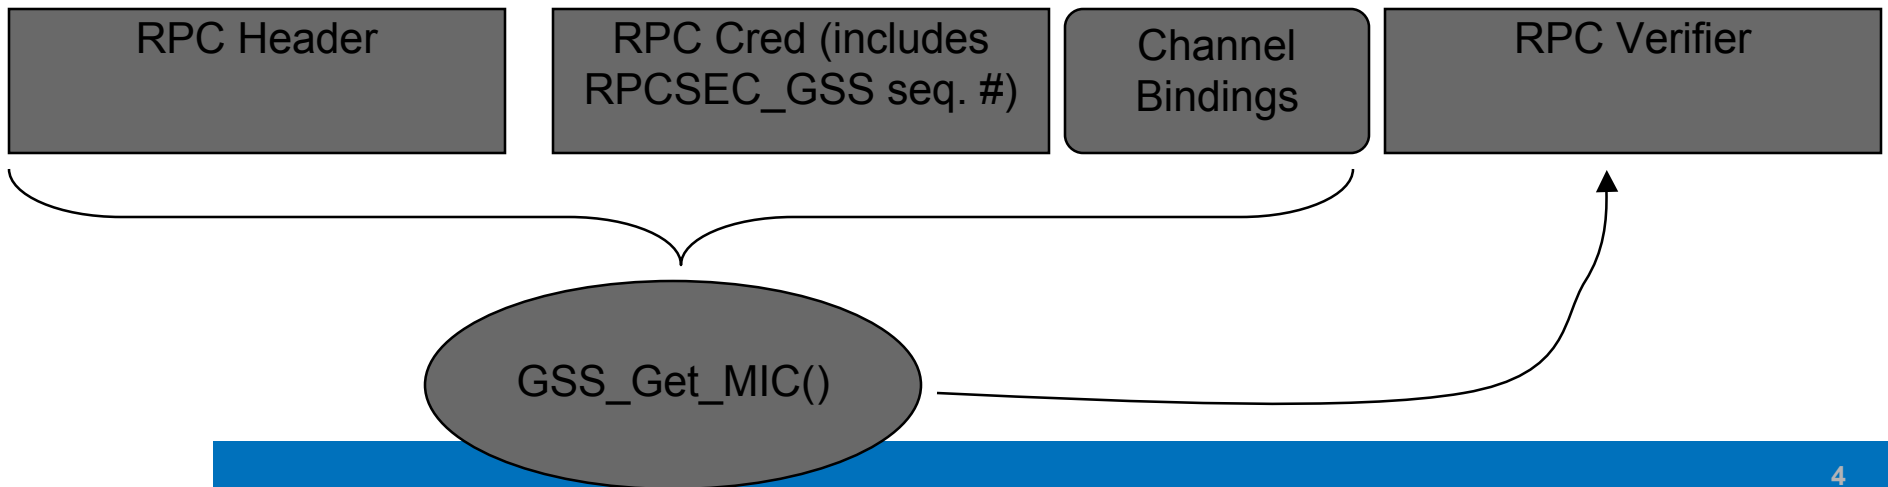 RPC Header
RPC Cred (includes
RPCSEC_GSS seq. #)
Channel
Bindings
RPC Verifier
GSS_Get_MIC()
4